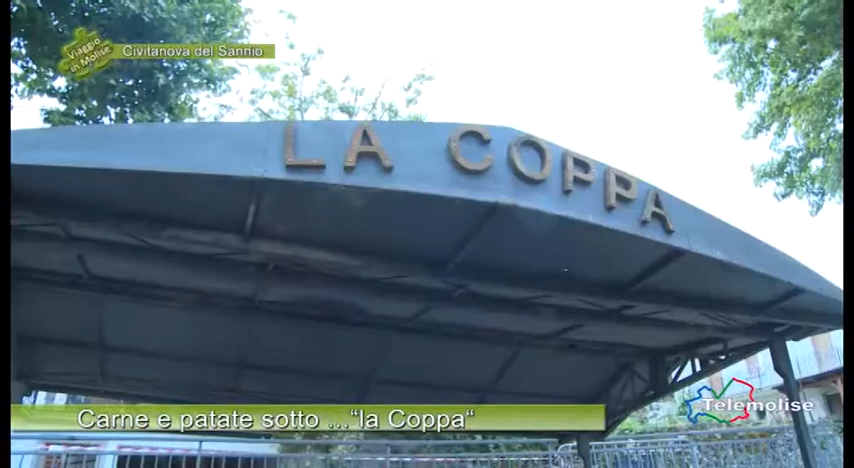 Viaggio
in Molise
Civitanova del Sannio
LA COPPA
Telemolise
Carne e patate sotto ..."la Coppa"